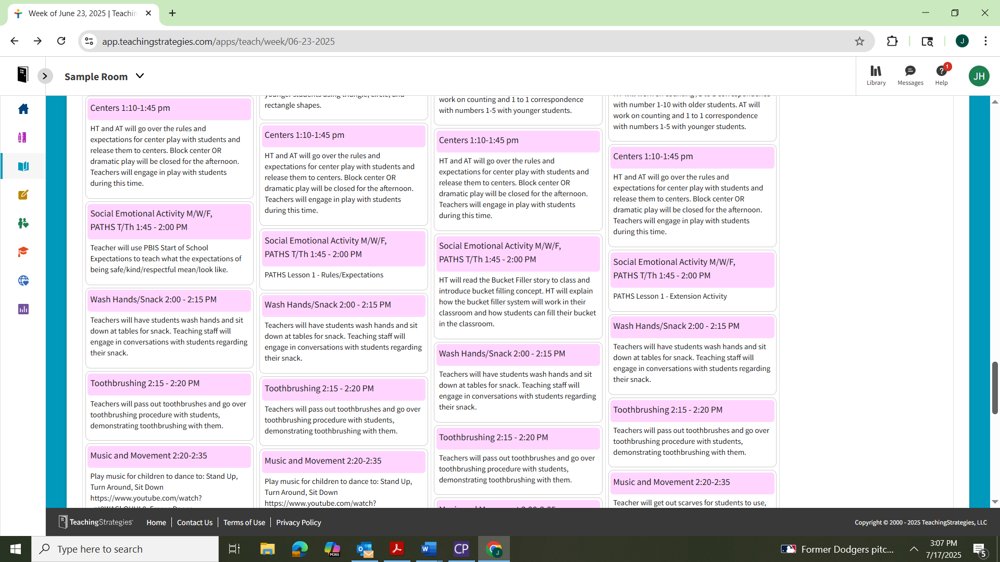 Week of June 23, 2025 | Teachin
app.teachingstrategies.com/apps/teach/week/06-23-2025
J
Sample Room
Library
Messages
1
Help
JH
Centers 1:10-1:45 pm
HT and AT will go over the rules and
expectations for center play with students and
release them to centers. Block center OR
dramatic play will be closed for the afternoon.
Teachers will engage in play with students
during this time.
Social Emotional Activity M/W/F,
PATHS T/Th 1:45 - 2:00 PM
Teacher will use PBIS Start of School
Expectations to teach what the expectations of
being safe/kind/respectful mean/look like.
Wash Hands/Snack 2:00 - 2:15 PM
Teachers will have students wash hands and sit
down at tables for snack. Teaching staff will
engage in conversations with students regarding
their snack.
Toothbrushing 2:15 - 2:20 PM
Teachers will pass out toothbrushes and go over
toothbrushing procedure with students,
demonstrating toothbrushing with them.
Music and Movement 2:20-2:35
Play music for children to dance to: Stand Up,
Turn Around, Sit Down
https://www.youtube.com/watch?
younger students using triangle, circle, and
rectangle shapes.
Centers 1:10-1:45 pm
HT and AT will go over the rules and
expectations for center play with students and
release them to centers. Block center OR
dramatic play will be closed for the afternoon.
Teachers will engage in play with students
during this time.
Social Emotional Activity M/W/F,
PATHS T/Th 1:45 - 2:00 PM
PATHS Lesson 1 - Rules/Expectations
Wash Hands/Snack 2:00 - 2:15 PM
Teachers will have students wash hands and sit
down at tables for snack. Teaching staff will
engage in conversations with students regarding
their snack.
Toothbrushing 2:15 - 2:20 PM
Teachers will pass out toothbrushes and go over
toothbrushing procedure with students,
demonstrating toothbrushing with them.
Music and Movement 2:20-2:35
Play music for children to dance to: Stand Up,
Turn Around, Sit Down
https://www.youtube.com/watch?
work on counting and 1 to 1 correspondence
with numbers 1-5 with younger students.
Centers 1:10-1:45 pm
HT and AT will go over the rules and
expectations for center play with students and
release them to centers. Block center OR
dramatic play will be closed for the afternoon.
Teachers will engage in play with students
during this time.
Social Emotional Activity M/W/F,
PATHS T/Th 1:45 - 2:00 PM
HT will read the Bucket Filler story to class and
introduce bucket filling concept. HT will explain
how the bucket filler system will work in their
classroom and how students can fill their bucket
in the classroom.
Wash Hands/Snack 2:00 - 2:15 PM
Teachers will have students wash hands and sit
down at tables for snack. Teaching staff will
engage in conversations with students regarding
their snack.
Toothbrushing 2:15 - 2:20 PM
Teachers will pass out toothbrushes and go over
toothbrushing procedure with students,
demonstrating toothbrushing with them.
Music and Movement 2:20-2:35
with number 1-10 with older students. AT will
work on counting and 1 to 1 correspondence
with numbers 1-5 with younger students.
Centers 1:10-1:45 pm
HT and AT will go over the rules and
expectations for center play with students and
release them to centers. Block center OR
dramatic play will be closed for the afternoon.
Teachers will engage in play with students
during this time.
Social Emotional Activity M/W/F,
PATHS T/Th 1:45 - 2:00 PM
PATHS Lesson 1 - Extension Activity
Wash Hands/Snack 2:00 - 2:15 PM
Teachers will have students wash hands and sit
down at tables for snack. Teaching staff will
engage in conversations with students regarding
their snack.
Toothbrushing 2:15 - 2:20 PM
Teachers will pass out toothbrushes and go over
toothbrushing procedure with students,
demonstrating toothbrushing with them.
Music and Movement 2:20-2:35
Teacher will get out scarves for students to use,
TeachingStrategies
Home
Contact Us
Terms of Use
Privacy Policy
Copyright © 2000 - 2025 TeachingStrategies, LLC
Type here to search
M365
CP
Former Dodgers pitc...
3:07 PM
7/17/2025
5